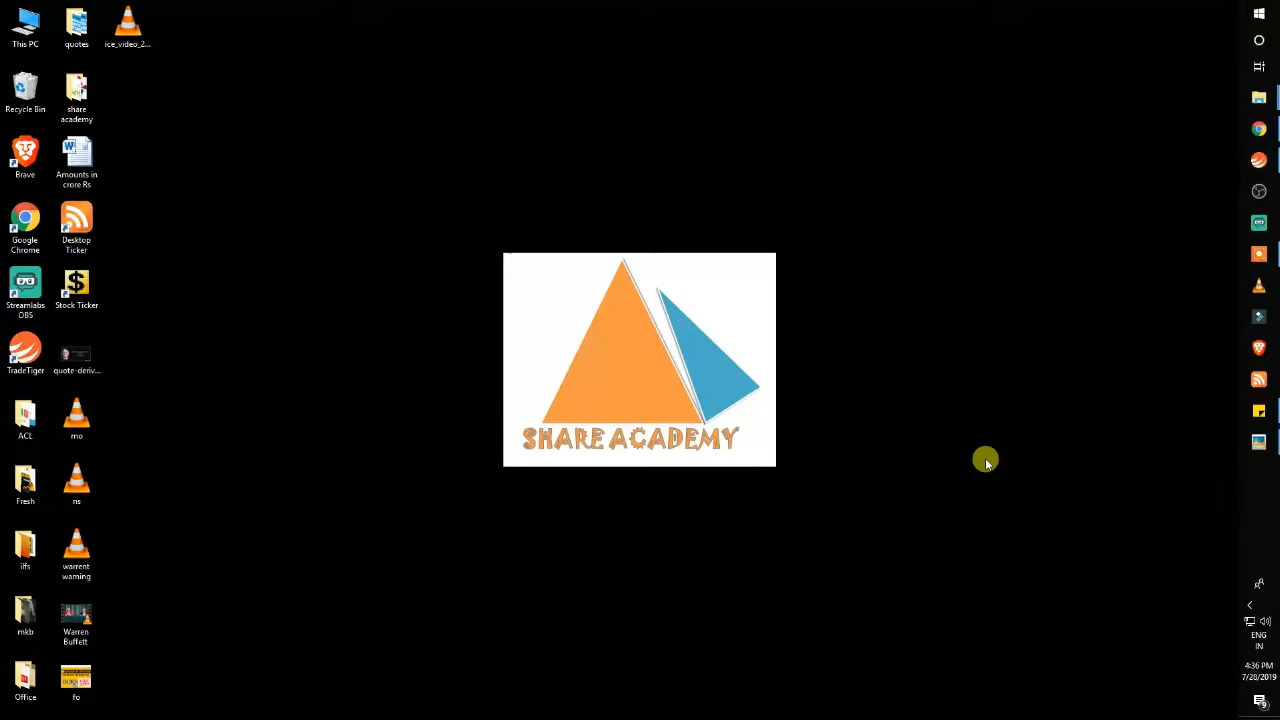 This PC
quotes
ice_video_2...
Recycle Bin
share
academy
Brave
Amounts in
crore Rs
Google
Chrome
Desktop
Ticker
Streamlabs
OBS
Stock Ticker
TradeTiger
quote-deriv...
ACL
mo
Fresh
ns
ilfs
warrent
warning
mkb
Warren
Buffett
Office
fo
SHARE ACADEMY
ENG
IN
4:36 PM
7/28/2019
9